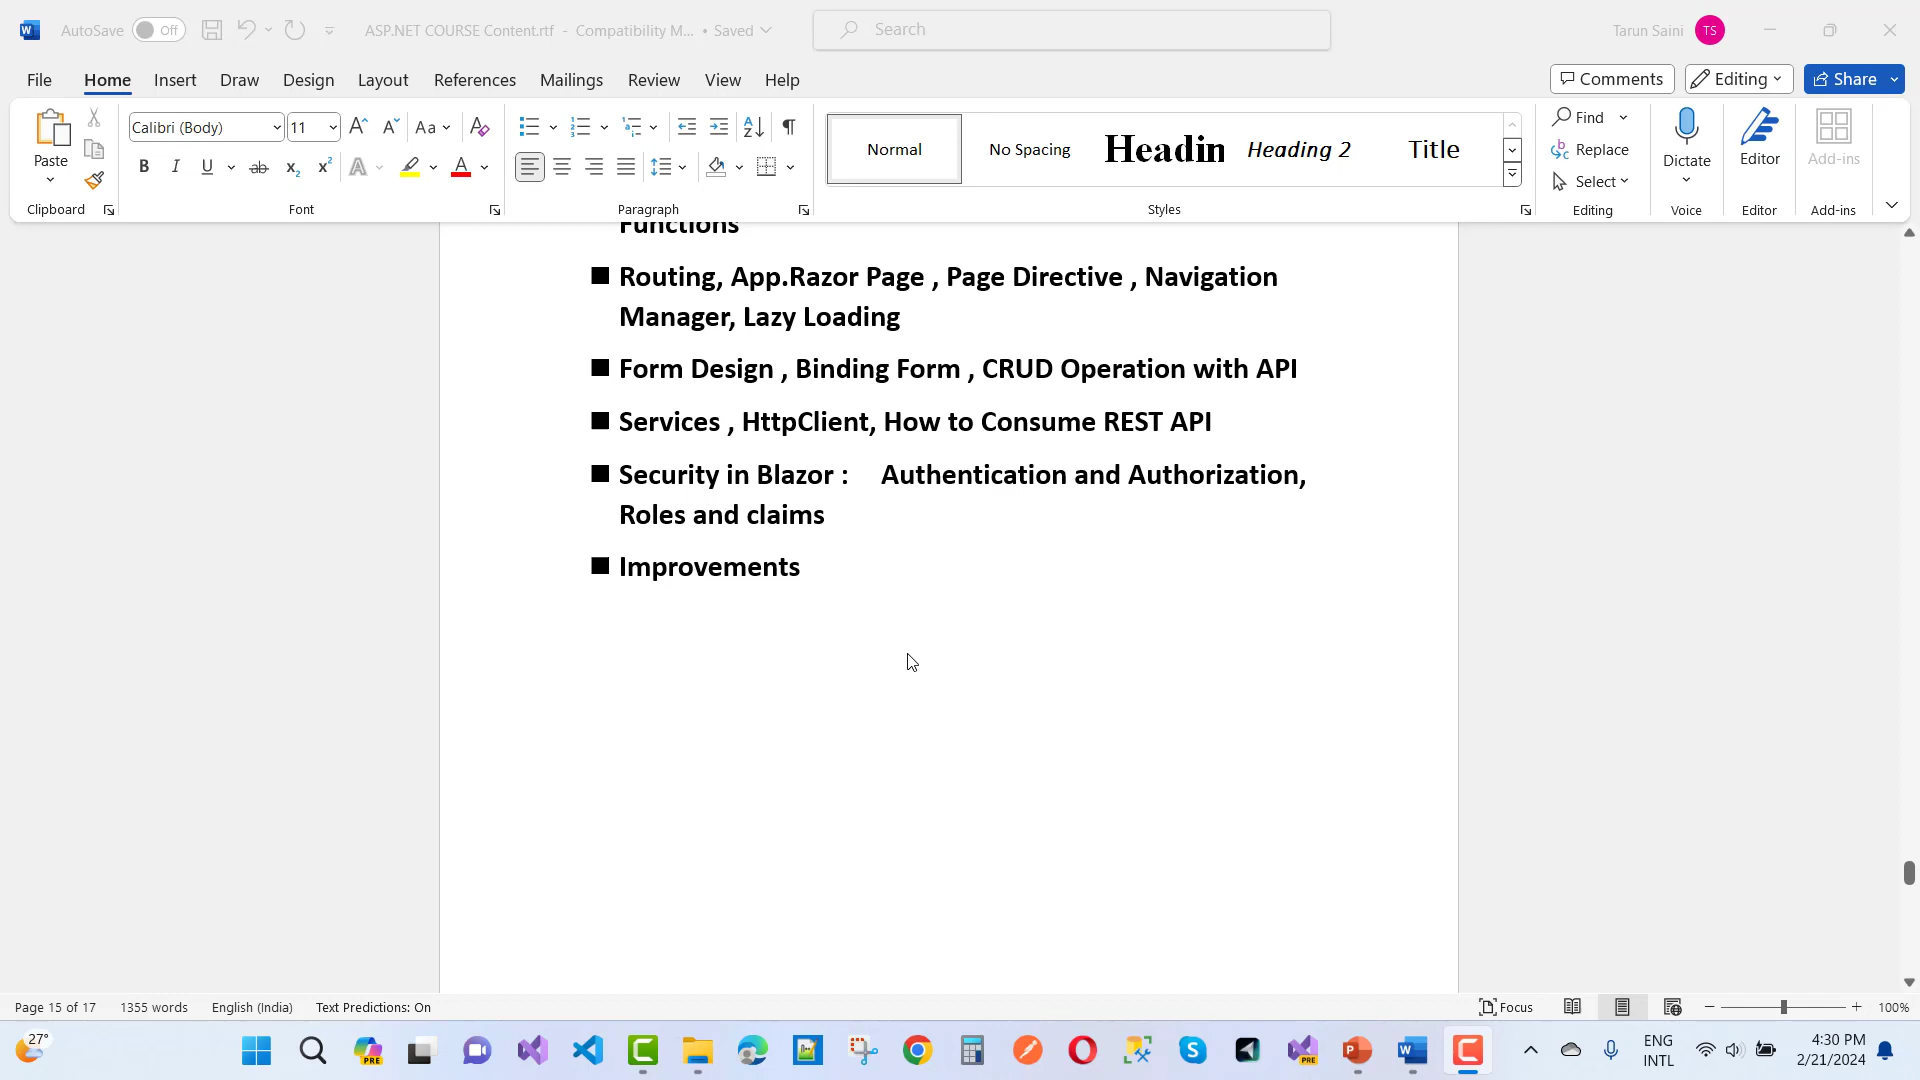 AutoSave Off ASP.NET COURSE Content.rtf - Compatibility M... • Saved Search Tarun Saini TS
File Home Insert Draw Design Layout References Mailings Review View Help Comments Editing Share
Paste Calibri (Body) 11 Aa Normal No Spacing Headin Heading 2 Title Find Replace Select Dictate Editor Add-ins
Clipboard Font Paragraph Styles Editing Voice Editor Add-ins
Functions
Routing, App.Razor Page , Page Directive , Navigation
Manager, Lazy Loading
Form Design , Binding Form , CRUD Operation with API
Services , HttpClient, How to Consume REST API
Security in Blazor : Authentication and Authorization,
Roles and claims
Improvements
Page 15 of 17 1355 words English (India) Text Predictions: On Focus 100%
27° PRE PRE ENG 4:30 PM
INTL 2/21/2024